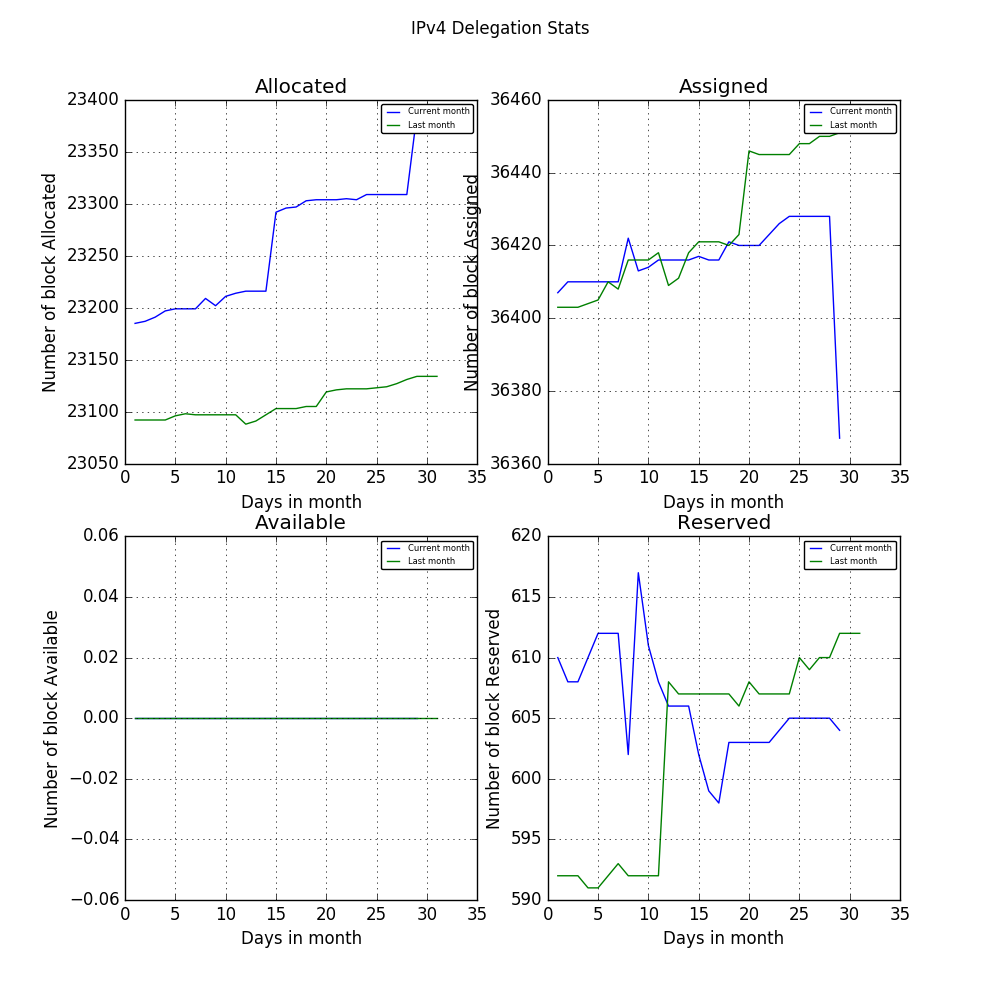 IPv4 Delegation Stats
Allocated
23400
23350
23300
23250
23200
23150
23100
23050
Number of block Allocated
Current month
Last month
0 5 10 15 20 25 30 35
Days in month
Assigned
36460
36440
36420
36400
36380
36360
Number of block Assigned
Current month
Last month
0 5 10 15 20 25 30 35
Days in month
Available
0.06
0.04
0.02
0.00
−0.02
−0.04
−0.06
Number of block Available
Current month
Last month
0 5 10 15 20 25 30 35
Days in month
Reserved
620
615
610
605
600
595
590
Number of block Reserved
Current month
Last month
0 5 10 15 20 25 30 35
Days in month